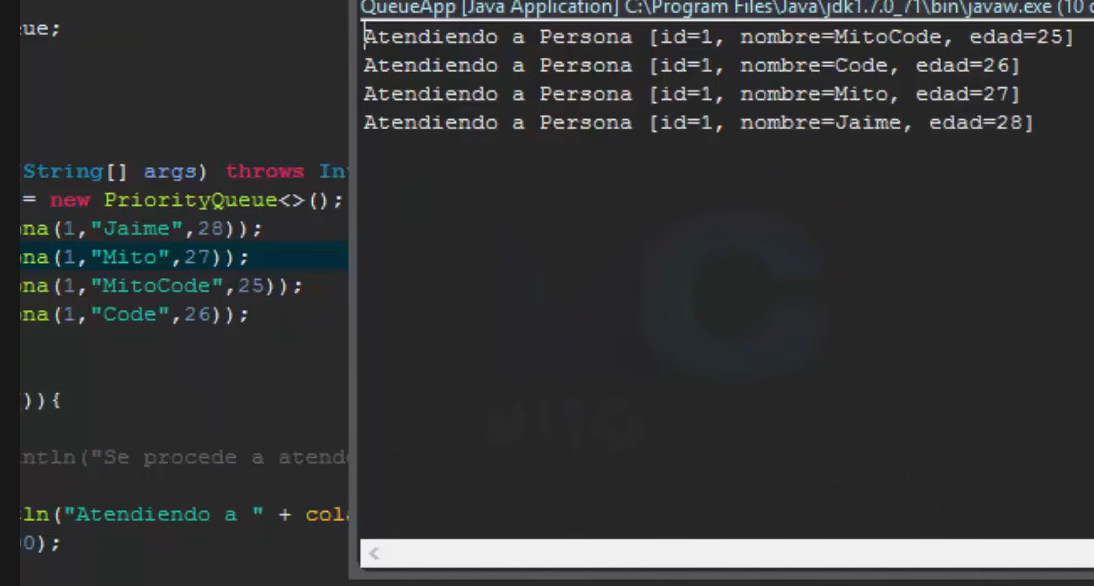 QueueApp [Java Application] C:\Program Files\Java\jdk1.7.0_71\bin\javaw.exe (10
Atendiendo a Persona [id=1, nombre=MitoCode, edad=25]
Atendiendo a Persona [id=1, nombre=Code, edad=26]
Atendiendo a Persona [id=1, nombre=Mito, edad=27]
Atendiendo a Persona [id=1, nombre=Jaime, edad=28]
ue;
String[] args) throws In
= new PriorityQueue<>();
na(1,"Jaime",28));
na(1,"Mito",27));
na(1,"MitoCode",25));
na(1,"Code",26));
)){
ntln("Se procede a atend
ln("Atendiendo a " + col
0);